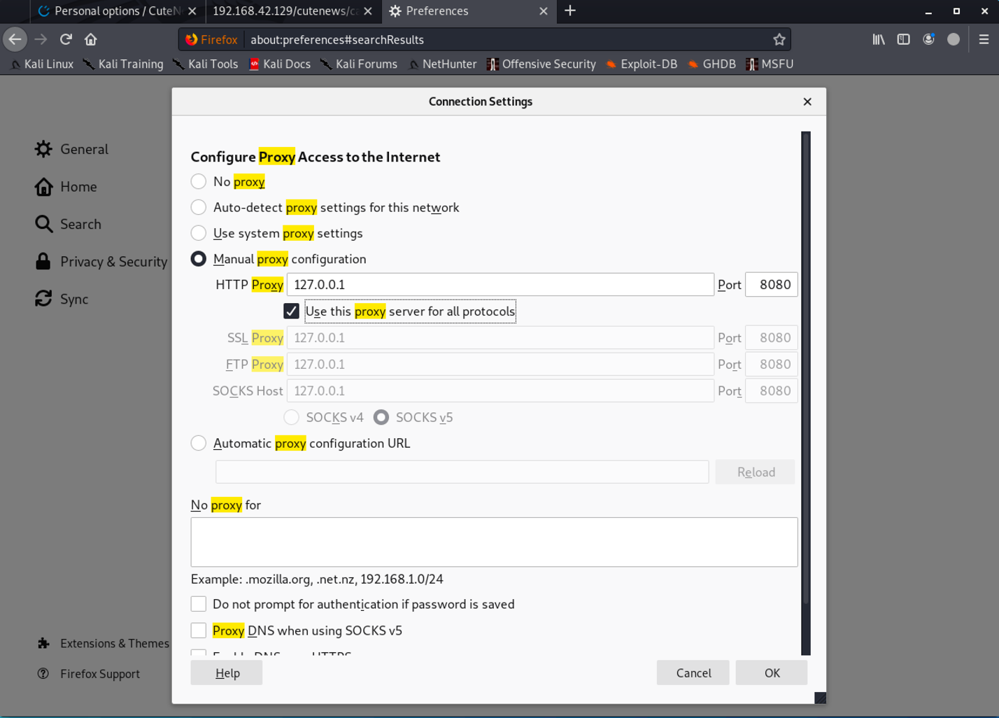 Personal options / CuteNe
192.168.42.129/cutenews/ca
Preferences
Firefox about:preferences#searchResults
Kali Linux Kali Training Kali Tools Kali Docs Kali Forums NetHunter Offensive Security Exploit-DB GHDB MSFU
Connection Settings
General
Home
Search
Privacy & Security
Sync
Extensions & Themes
Firefox Support
Configure Proxy Access to the Internet
No proxy
Auto-detect proxy settings for this network
Use system proxy settings
Manual proxy configuration
HTTP Proxy 127.0.0.1 Port 8080
Use this proxy server for all protocols
SSL Proxy 127.0.0.1 Port 8080
FTP Proxy 127.0.0.1 Port 8080
SOCKS Host 127.0.0.1 Port 8080
SOCKS v4 SOCKS v5
Automatic proxy configuration URL
Reload
No proxy for
Example: .mozilla.org, .net.nz, 192.168.1.0/24
Do not prompt for authentication if password is saved
Proxy DNS when using SOCKS v5
Help Cancel OK